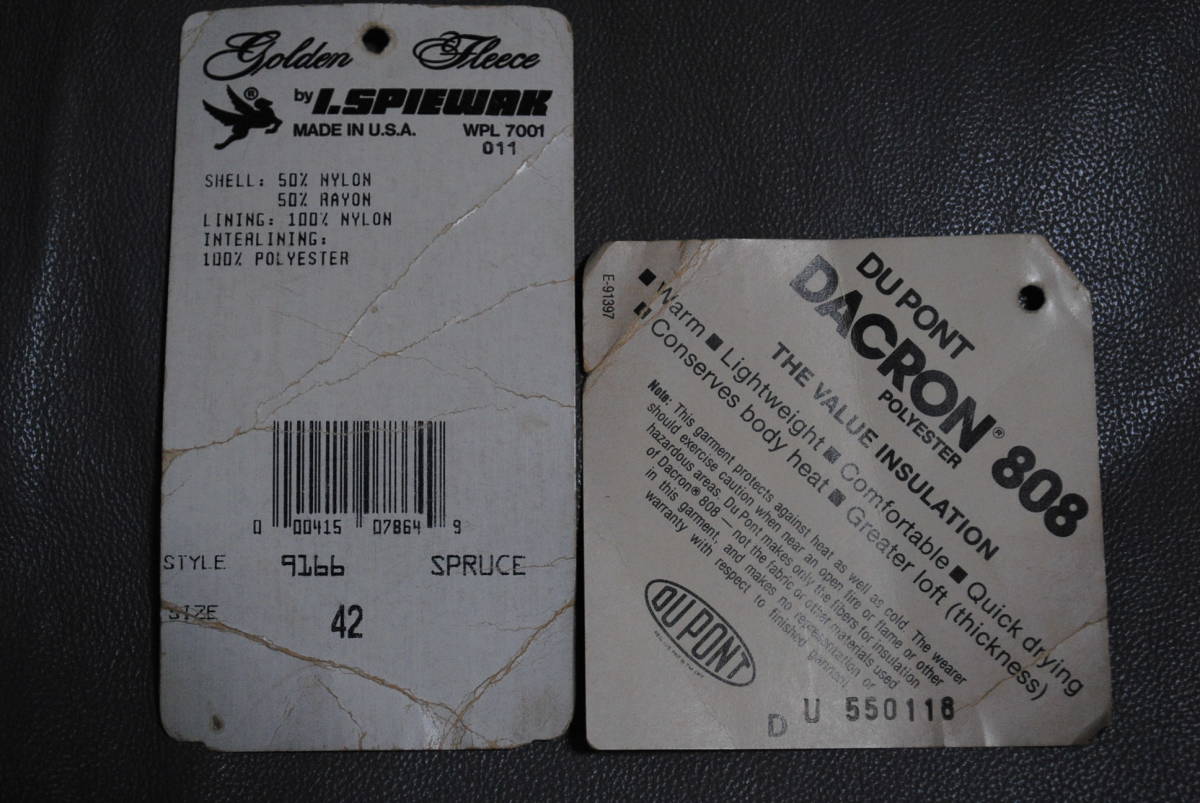 Golden Fleece
® by I.SPIEWAK
MADE IN U.S.A. WPL 7001
011
SHELL: 50% NYLON
50% RAYON
LINING: 100% NYLON
INTERLINING:
100% POLYESTER
0 00415 07864 9
STYLE 9166 SPRUCE
SIZE 42
E-91397
DU PONT
DACRON® 808
POLYESTER
THE VALUE INSULATION
■ Warm ■ Lightweight ■ Comfortable ■ Quick drying
■ Conserves body heat ■ Greater loft (thickness)
Note: This garment protects against heat as well as cold. The wearer
should exercise caution when near an open fire or flame or other
hazardous areas. Du Pont makes only the fibers for insulation
of Dacron® 808 — not the fabric or other materials used
in this garment, and makes no representation or
warranty with respect to finished garment.
DU PONT
D U 550118